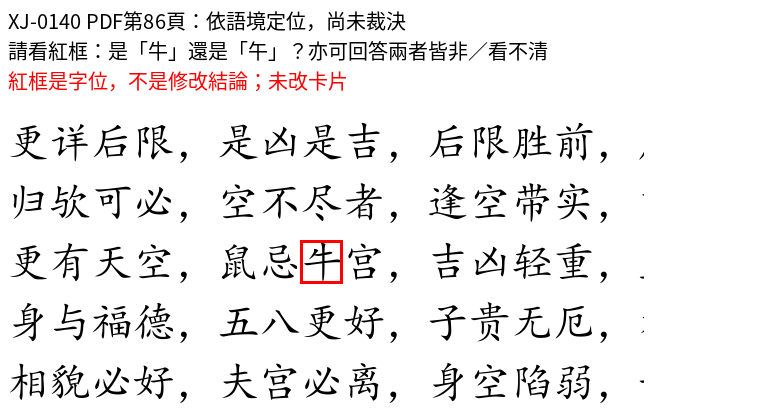 XJ-0140 PDF第86頁：依語境定位，尚未裁決
請看紅框：是「牛」還是「午」？亦可回答兩者皆非／看不清
紅框是字位，不是修改結論；未改卡片
更详后限，是凶是吉，后限胜前，
归欤可必，空不尽者，逢空带实，
更有天空，鼠忌牛宫，吉凶轻重，
身与福德，五八更好，子贵无厄，
相貌必好，夫宫必离，身空陷弱，